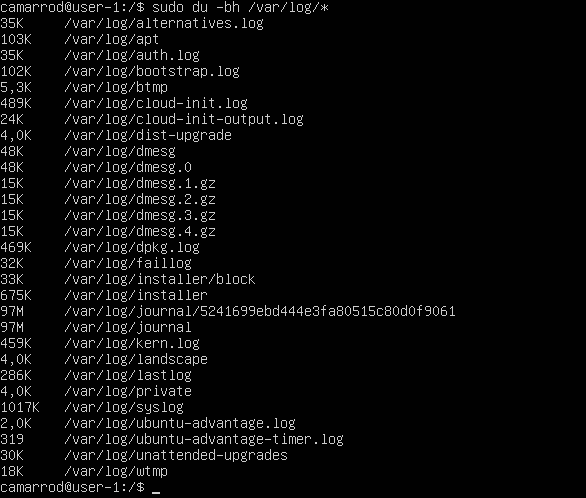 camarrod@user-1:/$ sudo du -bh /var/log/*
35K /var/log/alternatives.log
103K /var/log/apt
35K /var/log/auth.log
102K /var/log/bootstrap.log
5,3K /var/log/btmp
489K /var/log/cloud-init.log
24K /var/log/cloud-init-output.log
4,0K /var/log/dist-upgrade
48K /var/log/dmesg
48K /var/log/dmesg.0
15K /var/log/dmesg.1.gz
15K /var/log/dmesg.2.gz
15K /var/log/dmesg.3.gz
15K /var/log/dmesg.4.gz
469K /var/log/dpkg.log
32K /var/log/faillog
33K /var/log/installer/block
675K /var/log/installer
97M /var/log/journal/5241699ebd444e3fa80515c80d0f9061
97M /var/log/journal
459K /var/log/kern.log
4,0K /var/log/landscape
286K /var/log/lastlog
4,0K /var/log/private
1017K /var/log/syslog
2,0K /var/log/ubuntu-advantage.log
319 /var/log/ubuntu-advantage-timer.log
30K /var/log/unattended-upgrades
18K /var/log/wtmp
camarrod@user-1:/$ _